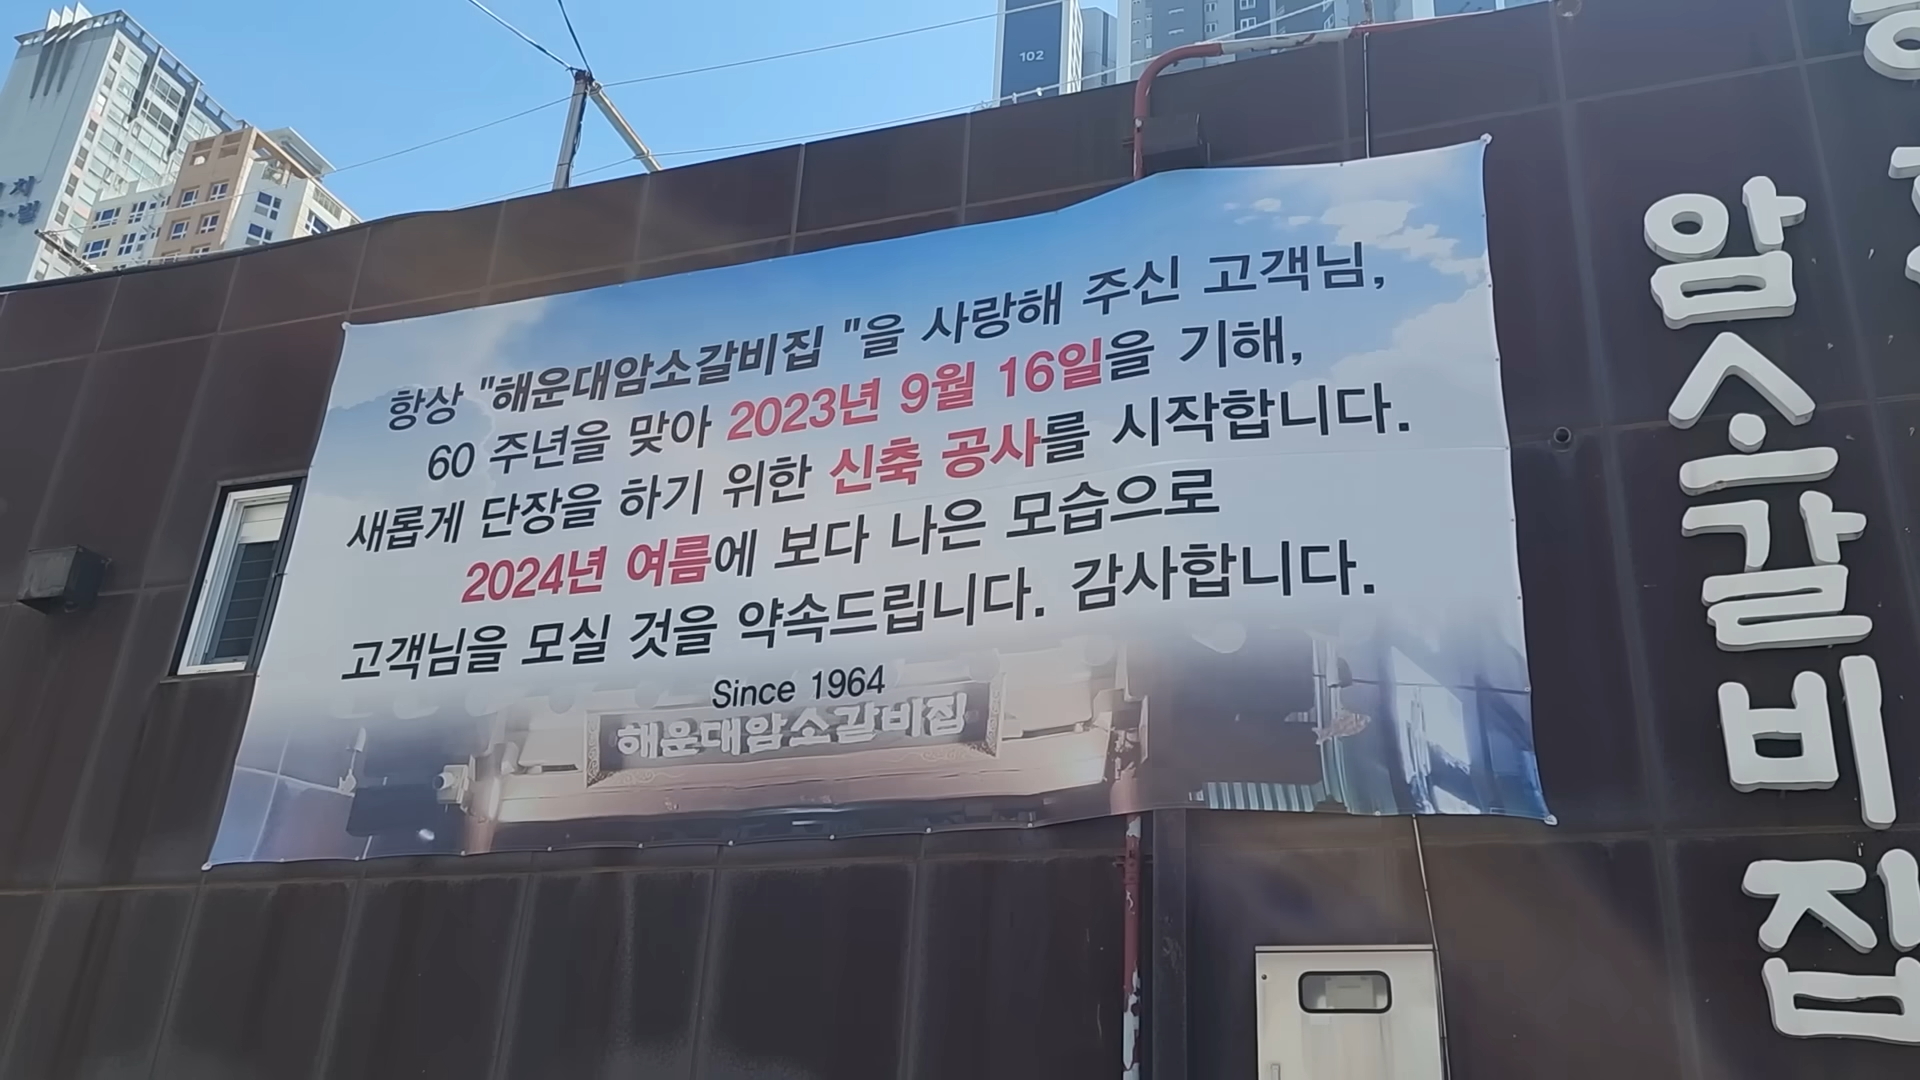 102
항상 "해운대암소갈비집 "을 사랑해 주신 고객님,
60 주년을 맞아 2023년 9월 16일을 기해,
새롭게 단장을 하기 위한 신축 공사를 시작합니다.
2024년 여름에 보다 나은 모습으로
고객님을 모실 것을 약속드립니다. 감사합니다.
Since 1964
해운대암소갈비집
암소갈비집